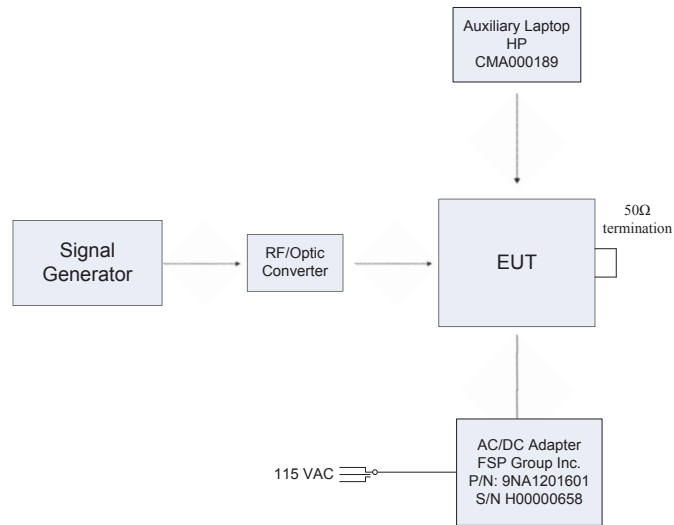 Auxiliary Laptop
HP
CMA000189
50Ω
termination
Signal
Generator
RF/Optic
Converter
EUT
AC/DC Adapter
FSP Group Inc.
P/N: 9NA1201601
S/N H00000658
115 VAC